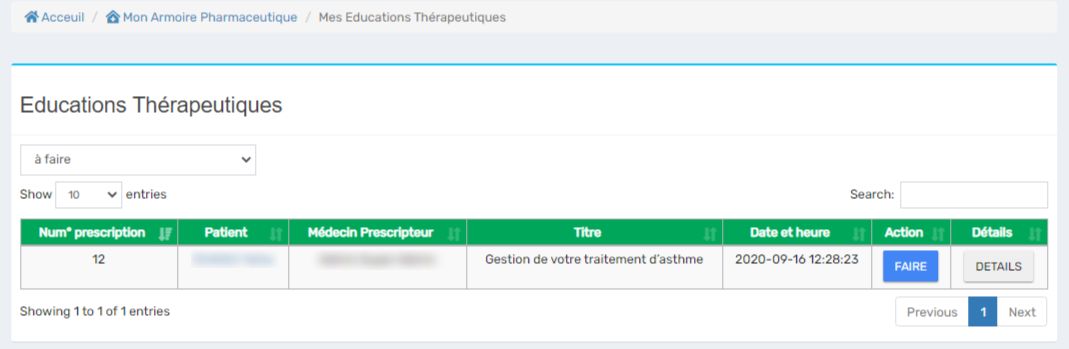 Acceuil / Mon Armoire Pharmaceutique / Mes Educations Thérapeutiques
Educations Thérapeutiques
à faire
Show 10 entries Search:
Num° prescription Patient Médecin Prescripteur Titre Date et heure Action Détails
12 Gestion de votre traitement d'asthme 2020-09-16 12:28:23 FAIRE DETAILS
Showing 1 to 1 of 1 entries Previous 1 Next